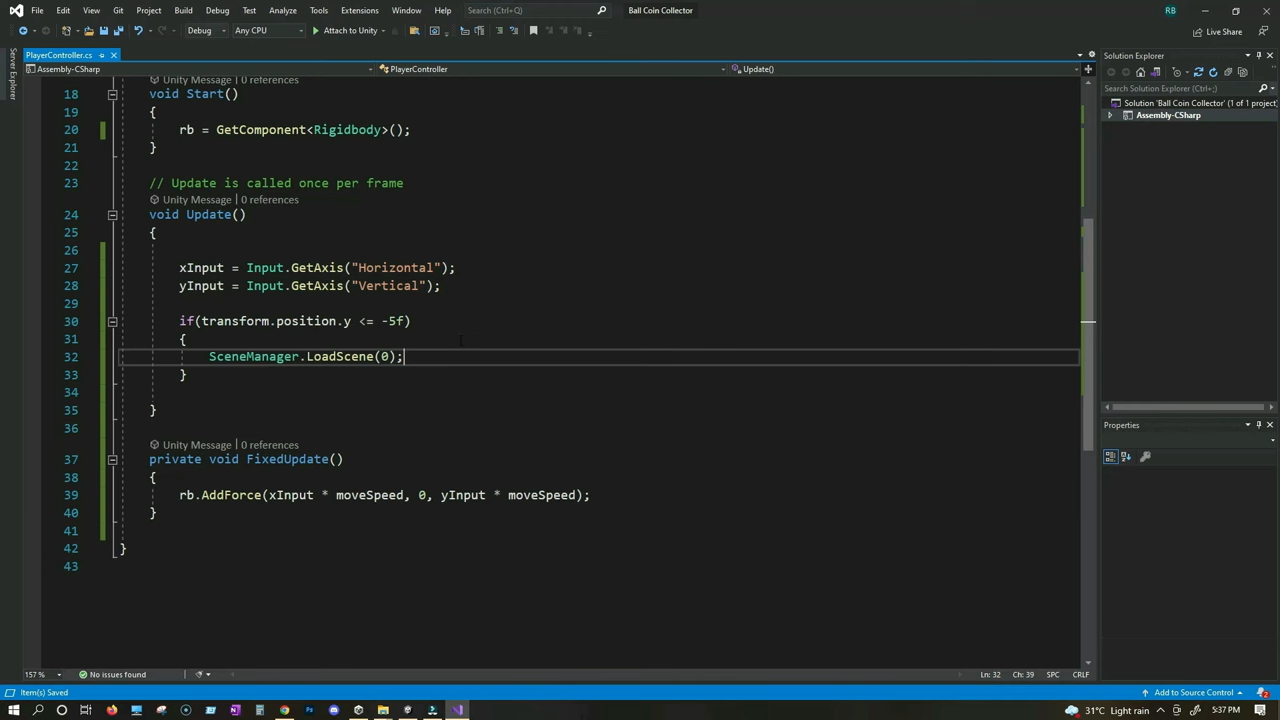 File Edit View Git Project Build Debug Test Analyze Tools Extensions Window Help Search (Ctrl+Q) Ball Coin Collector RB
Debug Any CPU Attach to Unity Live Share
Server Explorer
PlayerController.cs
Assembly-CSharp PlayerController Update()
Unity Message | 0 references
18 void Start()
19 {
20 rb = GetComponent<Rigidbody>();
21 }
22
23 // Update is called once per frame
Unity Message | 0 references
24 void Update()
25 {
26
27 xInput = Input.GetAxis("Horizontal");
28 yInput = Input.GetAxis("Vertical");
29
30 if(transform.position.y <= -5f)
31 {
32 SceneManager.LoadScene(0);
33 }
34
35 }
36
Unity Message | 0 references
37 private void FixedUpdate()
38 {
39 rb.AddForce(xInput * moveSpeed, 0, yInput * moveSpeed);
40 }
41
42 }
43
157 % No issues found Ln: 32 Ch: 39 SPC CRLF
Solution Explorer
Search Solution Explorer (Ctrl+;)
Solution 'Ball Coin Collector' (1 of 1 project)
Assembly-CSharp
Properties
Item(s) Saved Add to Source Control 2
31°C Light rain 5:37 PM